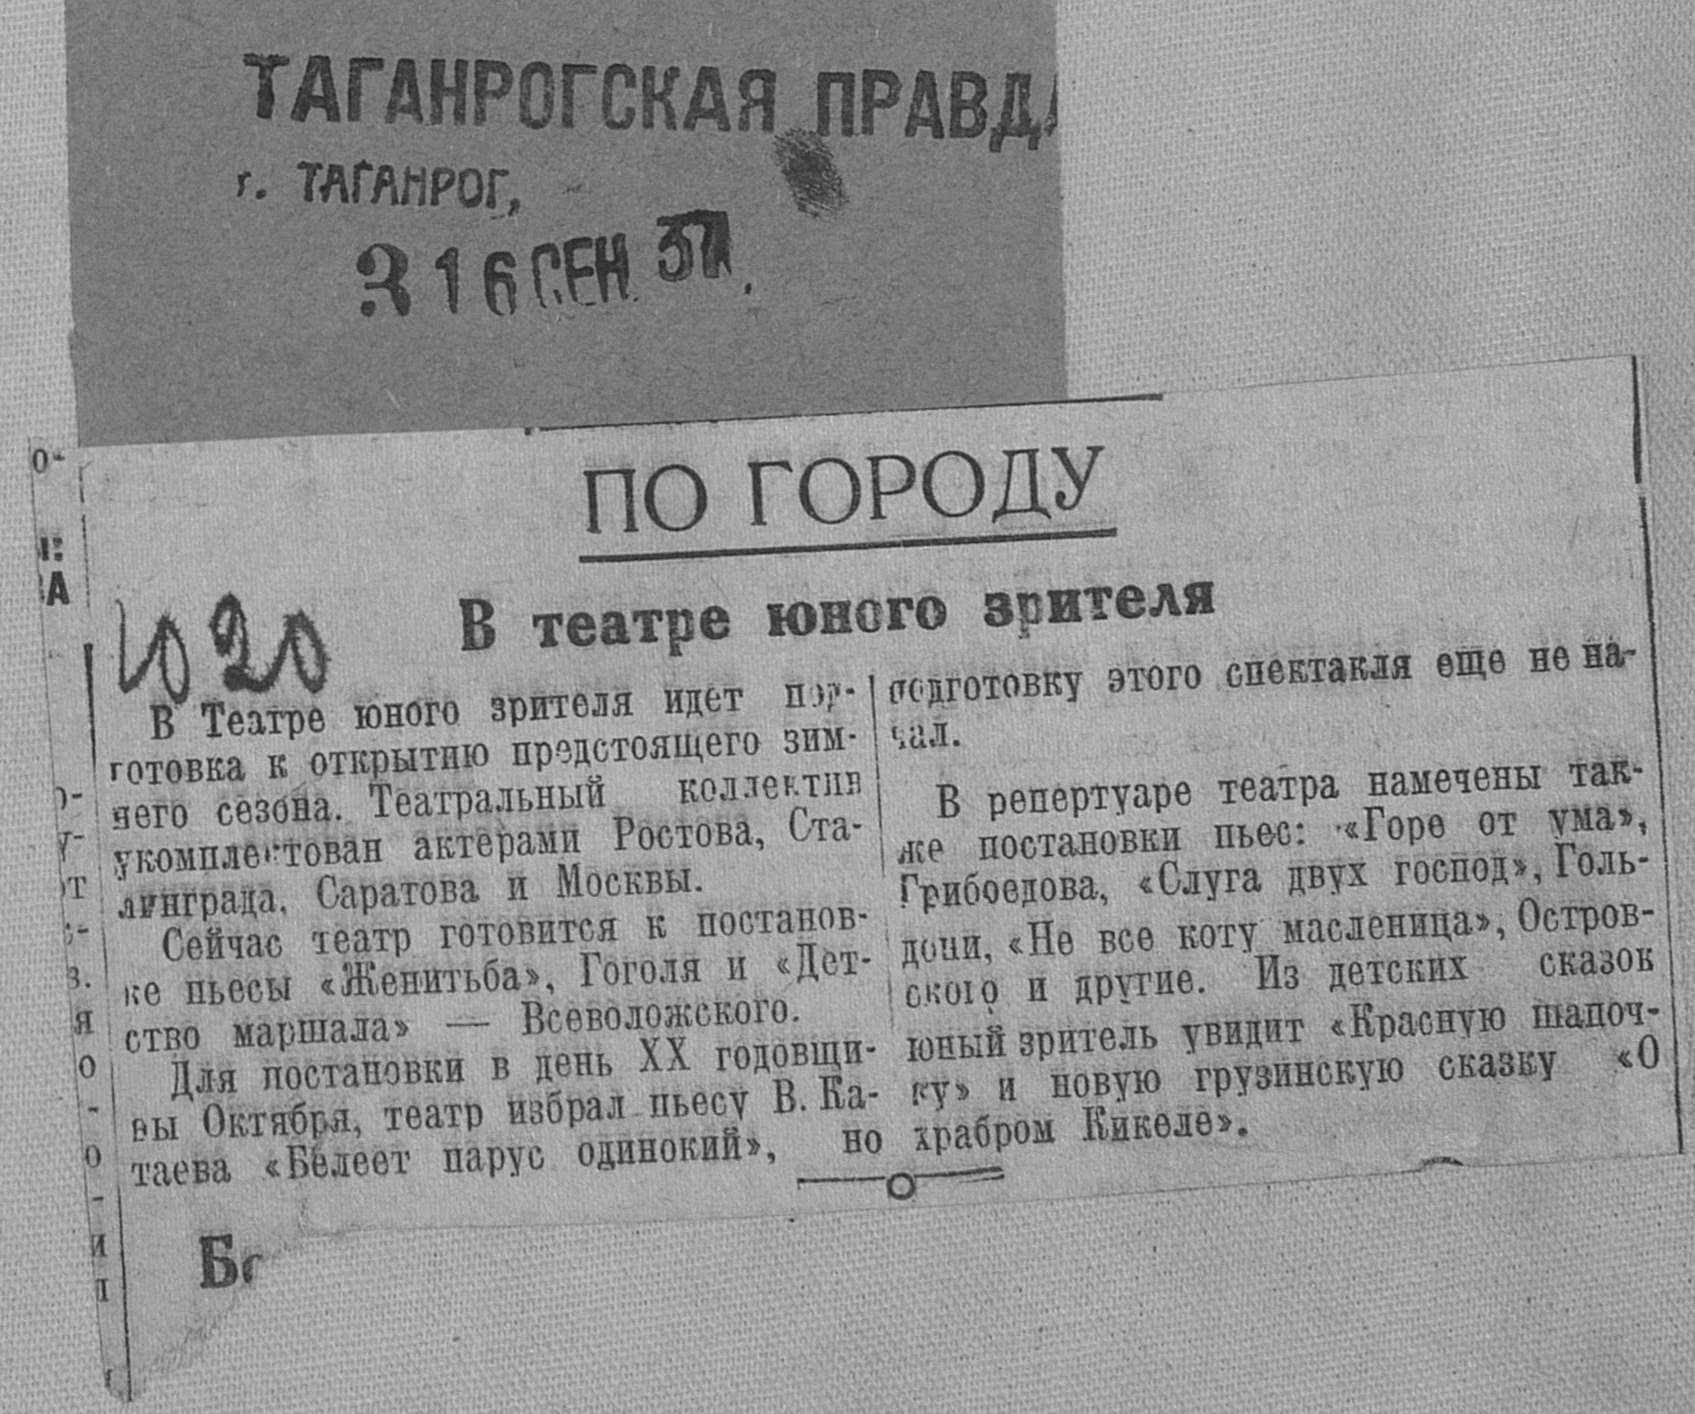 ТАГАНРОГСКАЯ ПРАВДА
г. ТАГАНРОГ,
16 СЕН 37
ПО ГОРОДУ
В театре юного зрителя
В Театре юного зрителя идет под-
готовка к открытию предстоящего зим-
него сезона. Театральный коллектив
укомплектован актерами Ростова, Ста-
линграда, Саратова и Москвы.
Сейчас театр готовится к постанов-
ке пьесы «Женитьба», Гоголя и «Дет-
ство маршала» — Всеволожского.
Для постановки в день XX годовщи-
ны Октября, театр избрал пьесу В. Ка-
таева «Белеет парус одинокий», но
подготовку этого спектакля еще не на-
чал.
В репертуаре театра намечены так-
же постановки пьес: «Горе от ума»,
Грибоедова, «Слуга двух господ», Голь-
дони, «Не все коту масленица», Остров-
ского и другие. Из детских сказок
юный зритель увидит «Красную шапоч-
ку» и новую грузинскую сказку «О
храбром Кикеле».